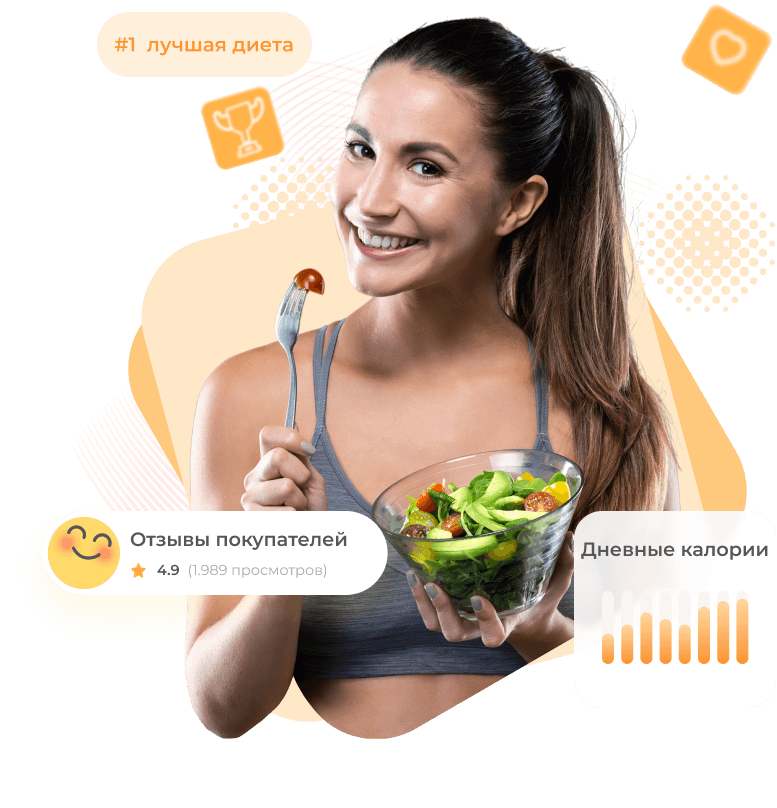 #1 лучшая диета
Отзывы покупателей
4.9 (1.989 просмотров)
Дневные калории